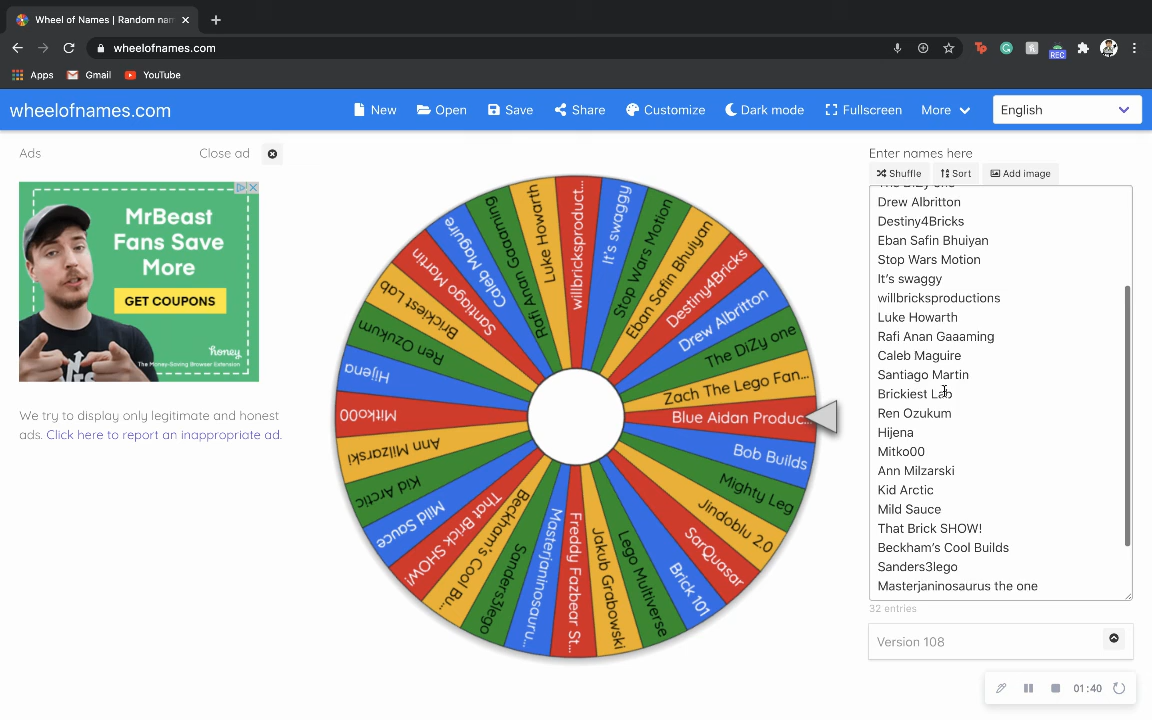 Wheel of Names | Random nam
wheelofnames.com
REC
Apps
Gmail
YouTube
wheelofnames.com
New
Open
Save
Share
Customize
Dark mode
Fullscreen
More
English
Ads
Close ad
MrBeast
Fans Save
More
GET COUPONS
honey
The Money-Saving Browser Extension
We try to display only legitimate and honest
ads. Click here to report an inappropriate ad.
willbricksproduct...
It's swaggy
Stop Wars Motion
Eban Safin Bhuiyan
Destiny4Bricks
Drew Albritton
The DiZy one
Zach The Lego Fan...
Blue Aidan Produc...
Bob Builds
Mighty Leg
Jindoblu 2.0
SarQuasar
Brick 101
Lego Multiverse
Jakub Grabowski
Freddy Fazbear St...
Masterjaninosauru...
Sanders3lego
Beckham's Cool Bu...
That Brick SHOW!
Mild Sauce
Kid Arctic
Ann Milzarski
Mitko00
Hijena
Ren Ozukum
Brickiest Lab
Santiago Martin
Caleb Maguire
Rafi Anan Gaaaming
Luke Howarth
Enter names here
Shuffle
Sort
Add image
The DiZy one
Drew Albritton
Destiny4Bricks
Eban Safin Bhuiyan
Stop Wars Motion
It's swaggy
willbricksproductions
Luke Howarth
Rafi Anan Gaaaming
Caleb Maguire
Santiago Martin
Brickiest Lab
Ren Ozukum
Hijena
Mitko00
Ann Milzarski
Kid Arctic
Mild Sauce
That Brick SHOW!
Beckham's Cool Builds
Sanders3lego
Masterjaninosaurus the one
32 entries
Version 108
01:40